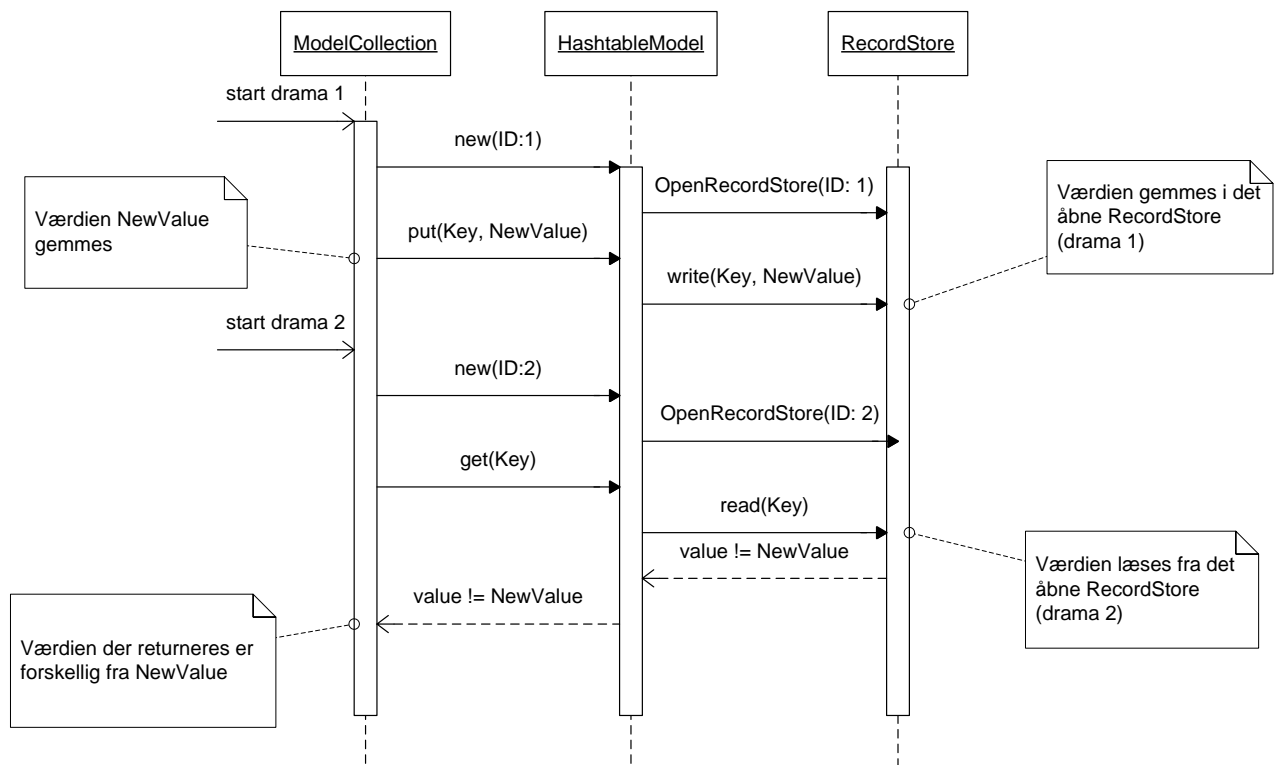 ModelCollection
HashtableModel
RecordStore
start drama 1
new(ID:1)
OpenRecordStore(ID: 1)
Værdien gemmes i det
åbne RecordStore
(drama 1)
Værdien NewValue
gemmes
put(Key, NewValue)
write(Key, NewValue)
start drama 2
new(ID:2)
OpenRecordStore(ID: 2)
get(Key)
read(Key)
value != NewValue
Værdien læses fra det
åbne RecordStore
(drama 2)
value != NewValue
Værdien der returneres er
forskellig fra NewValue